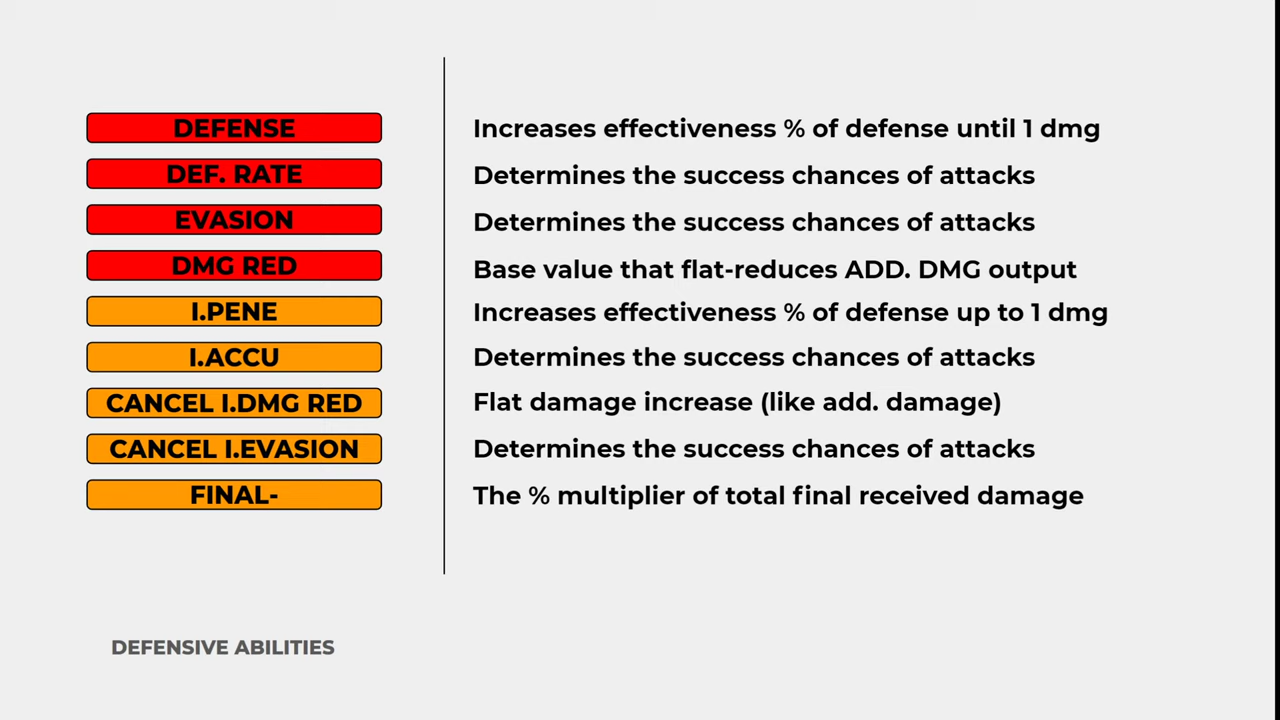 DEFENSE Increases effectiveness % of defense until 1 dmg
DEF. RATE Determines the success chances of attacks
EVASION Determines the success chances of attacks
DMG RED Base value that flat-reduces ADD. DMG output
I.PENE Increases effectiveness % of defense up to 1 dmg
I.ACCU Determines the success chances of attacks
CANCEL I.DMG RED Flat damage increase (like add. damage)
CANCEL I.EVASION Determines the success chances of attacks
FINAL- The % multiplier of total final received damage
DEFENSIVE ABILITIES